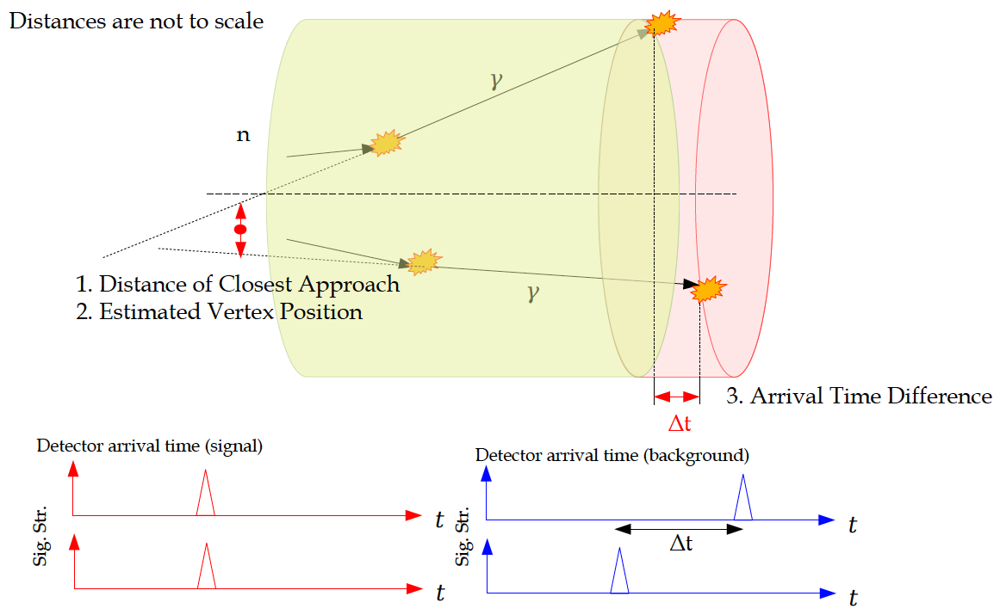 Distances are not to scale
γ
n
1. Distance of Closest Approach
2. Estimated Vertex Position
γ
3. Arrival Time Difference
Δt
Detector arrival time (signal)
Sig. Str.
t
t
Detector arrival time (background)
Sig. Str.
t
Δt
t